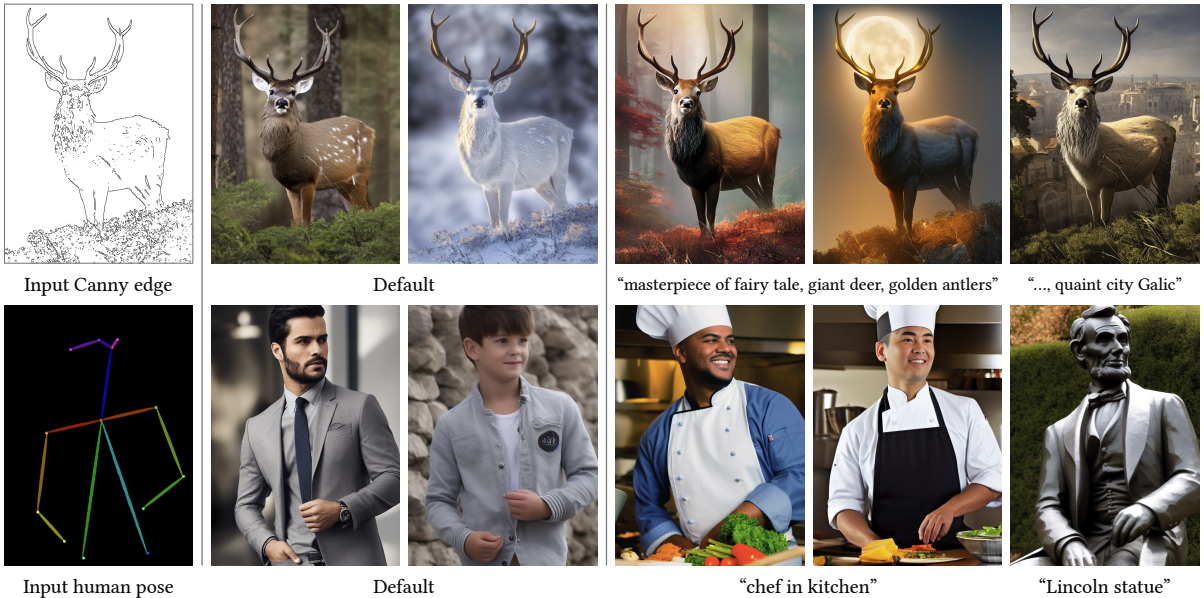 Input Canny edge
Default
“masterpiece of fairy tale, giant deer, golden antlers”
“…, quaint city Galic”
Input human pose
Default
“chef in kitchen”
“Lincoln statue”